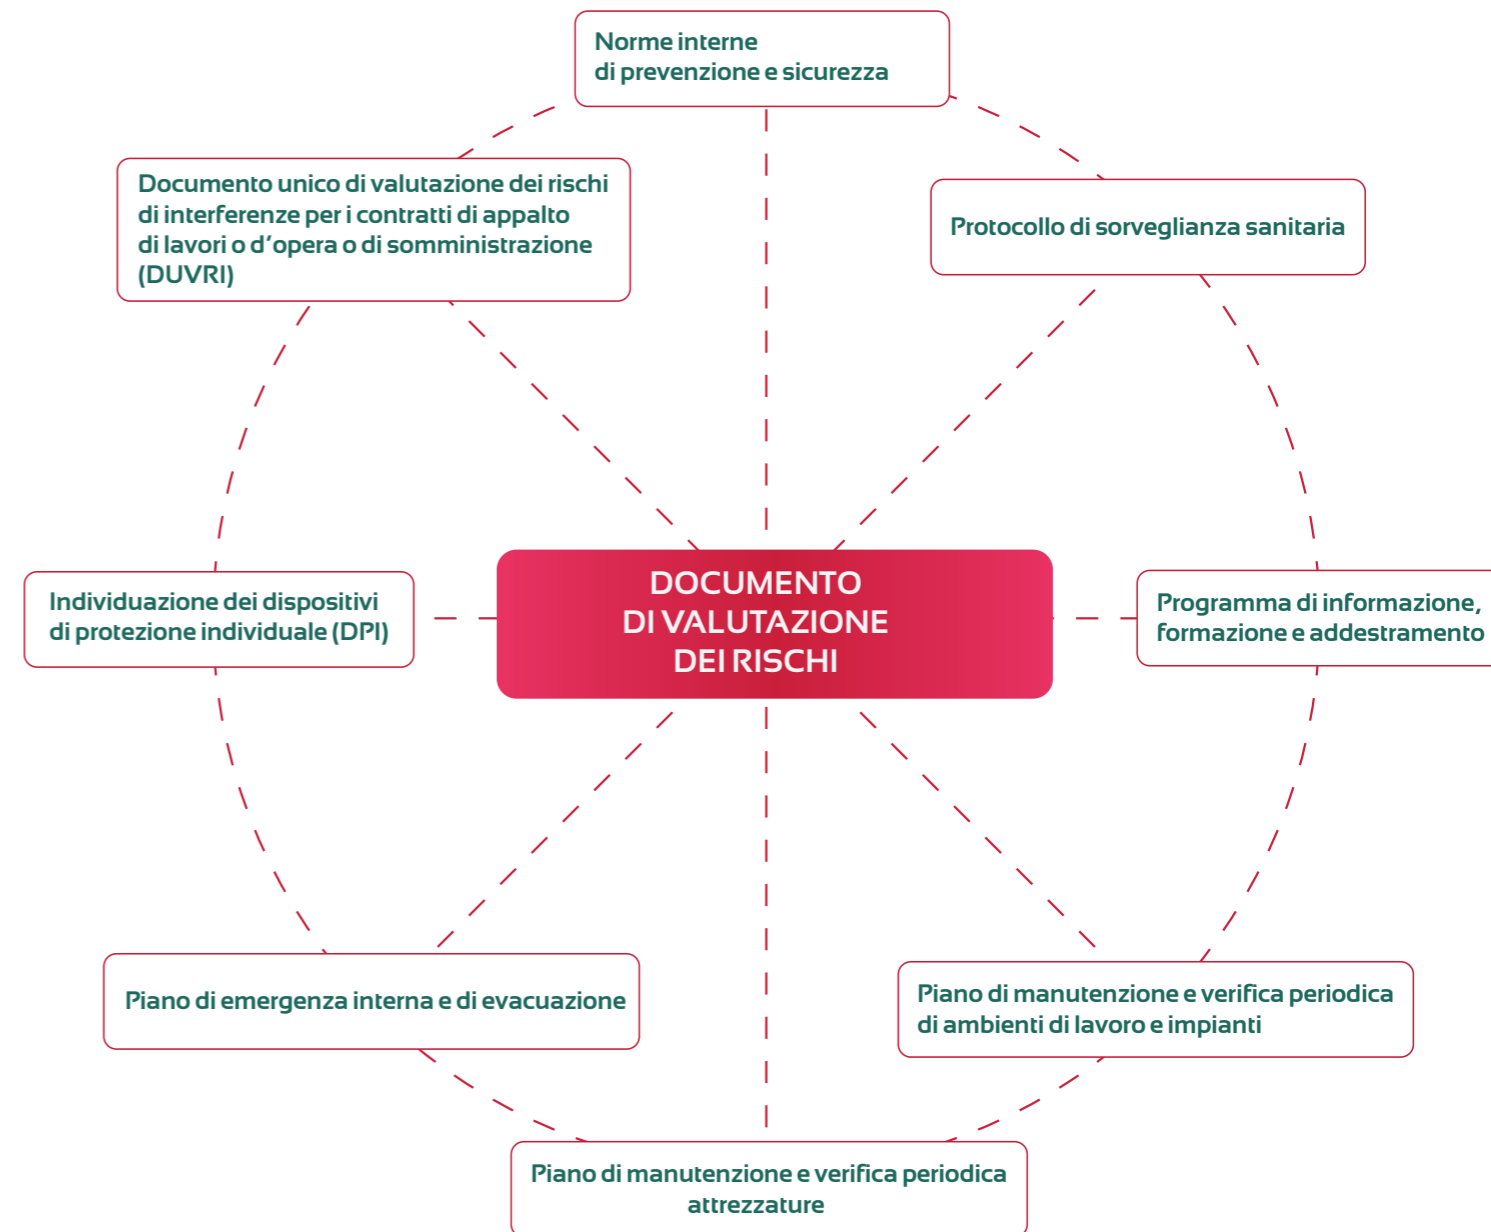 Norme interne
di prevenzione e sicurezza
Documento unico di valutazione dei rischi
di interferenze per i contratti di appalto
di lavori o d'opera o di somministrazione
(DUVRI)
Protocollo di sorveglianza sanitaria
Individuazione dei dispositivi
di protezione individuale (DPI)
DOCUMENTO
DI VALUTAZIONE
DEI RISCHI
Programma di informazione,
formazione e addestramento
Piano di emergenza interna e di evacuazione
Piano di manutenzione e verifica periodica
di ambienti di lavoro e impianti
Piano di manutenzione e verifica periodica
attrezzature